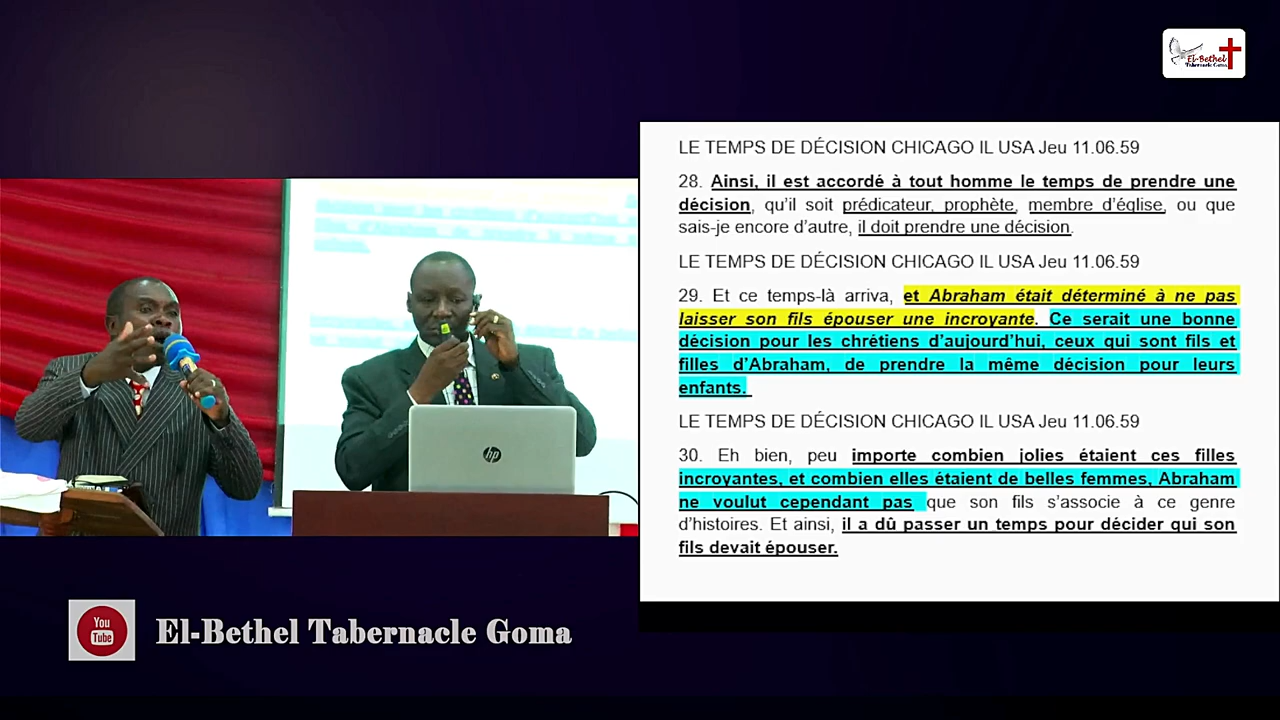 El-Bethel
Tabernacle Goma
LE TEMPS DE DÉCISION CHICAGO IL USA Jeu 11.06.59
28. Ainsi, il est accordé à tout homme le temps de prendre une
décision, qu’il soit prédicateur, prophète, membre d’église, ou que
sais-je encore d’autre, il doit prendre une décision.
LE TEMPS DE DÉCISION CHICAGO IL USA Jeu 11.06.59
29. Et ce temps-là arriva, et Abraham était déterminé à ne pas
laisser son fils épouser une incroyante. Ce serait une bonne
décision pour les chrétiens d’aujourd’hui, ceux qui sont fils et
filles d’Abraham, de prendre la même décision pour leurs
enfants.
LE TEMPS DE DÉCISION CHICAGO IL USA Jeu 11.06.59
30. Eh bien, peu importe combien jolies étaient ces filles
incroyantes, et combien elles étaient de belles femmes, Abraham
ne voulut cependant pas que son fils s’associe à ce genre
d’histoires. Et ainsi, il a dû passer un temps pour décider qui son
fils devait épouser.
hp
You
Tube
El-Bethel Tabernacle Goma